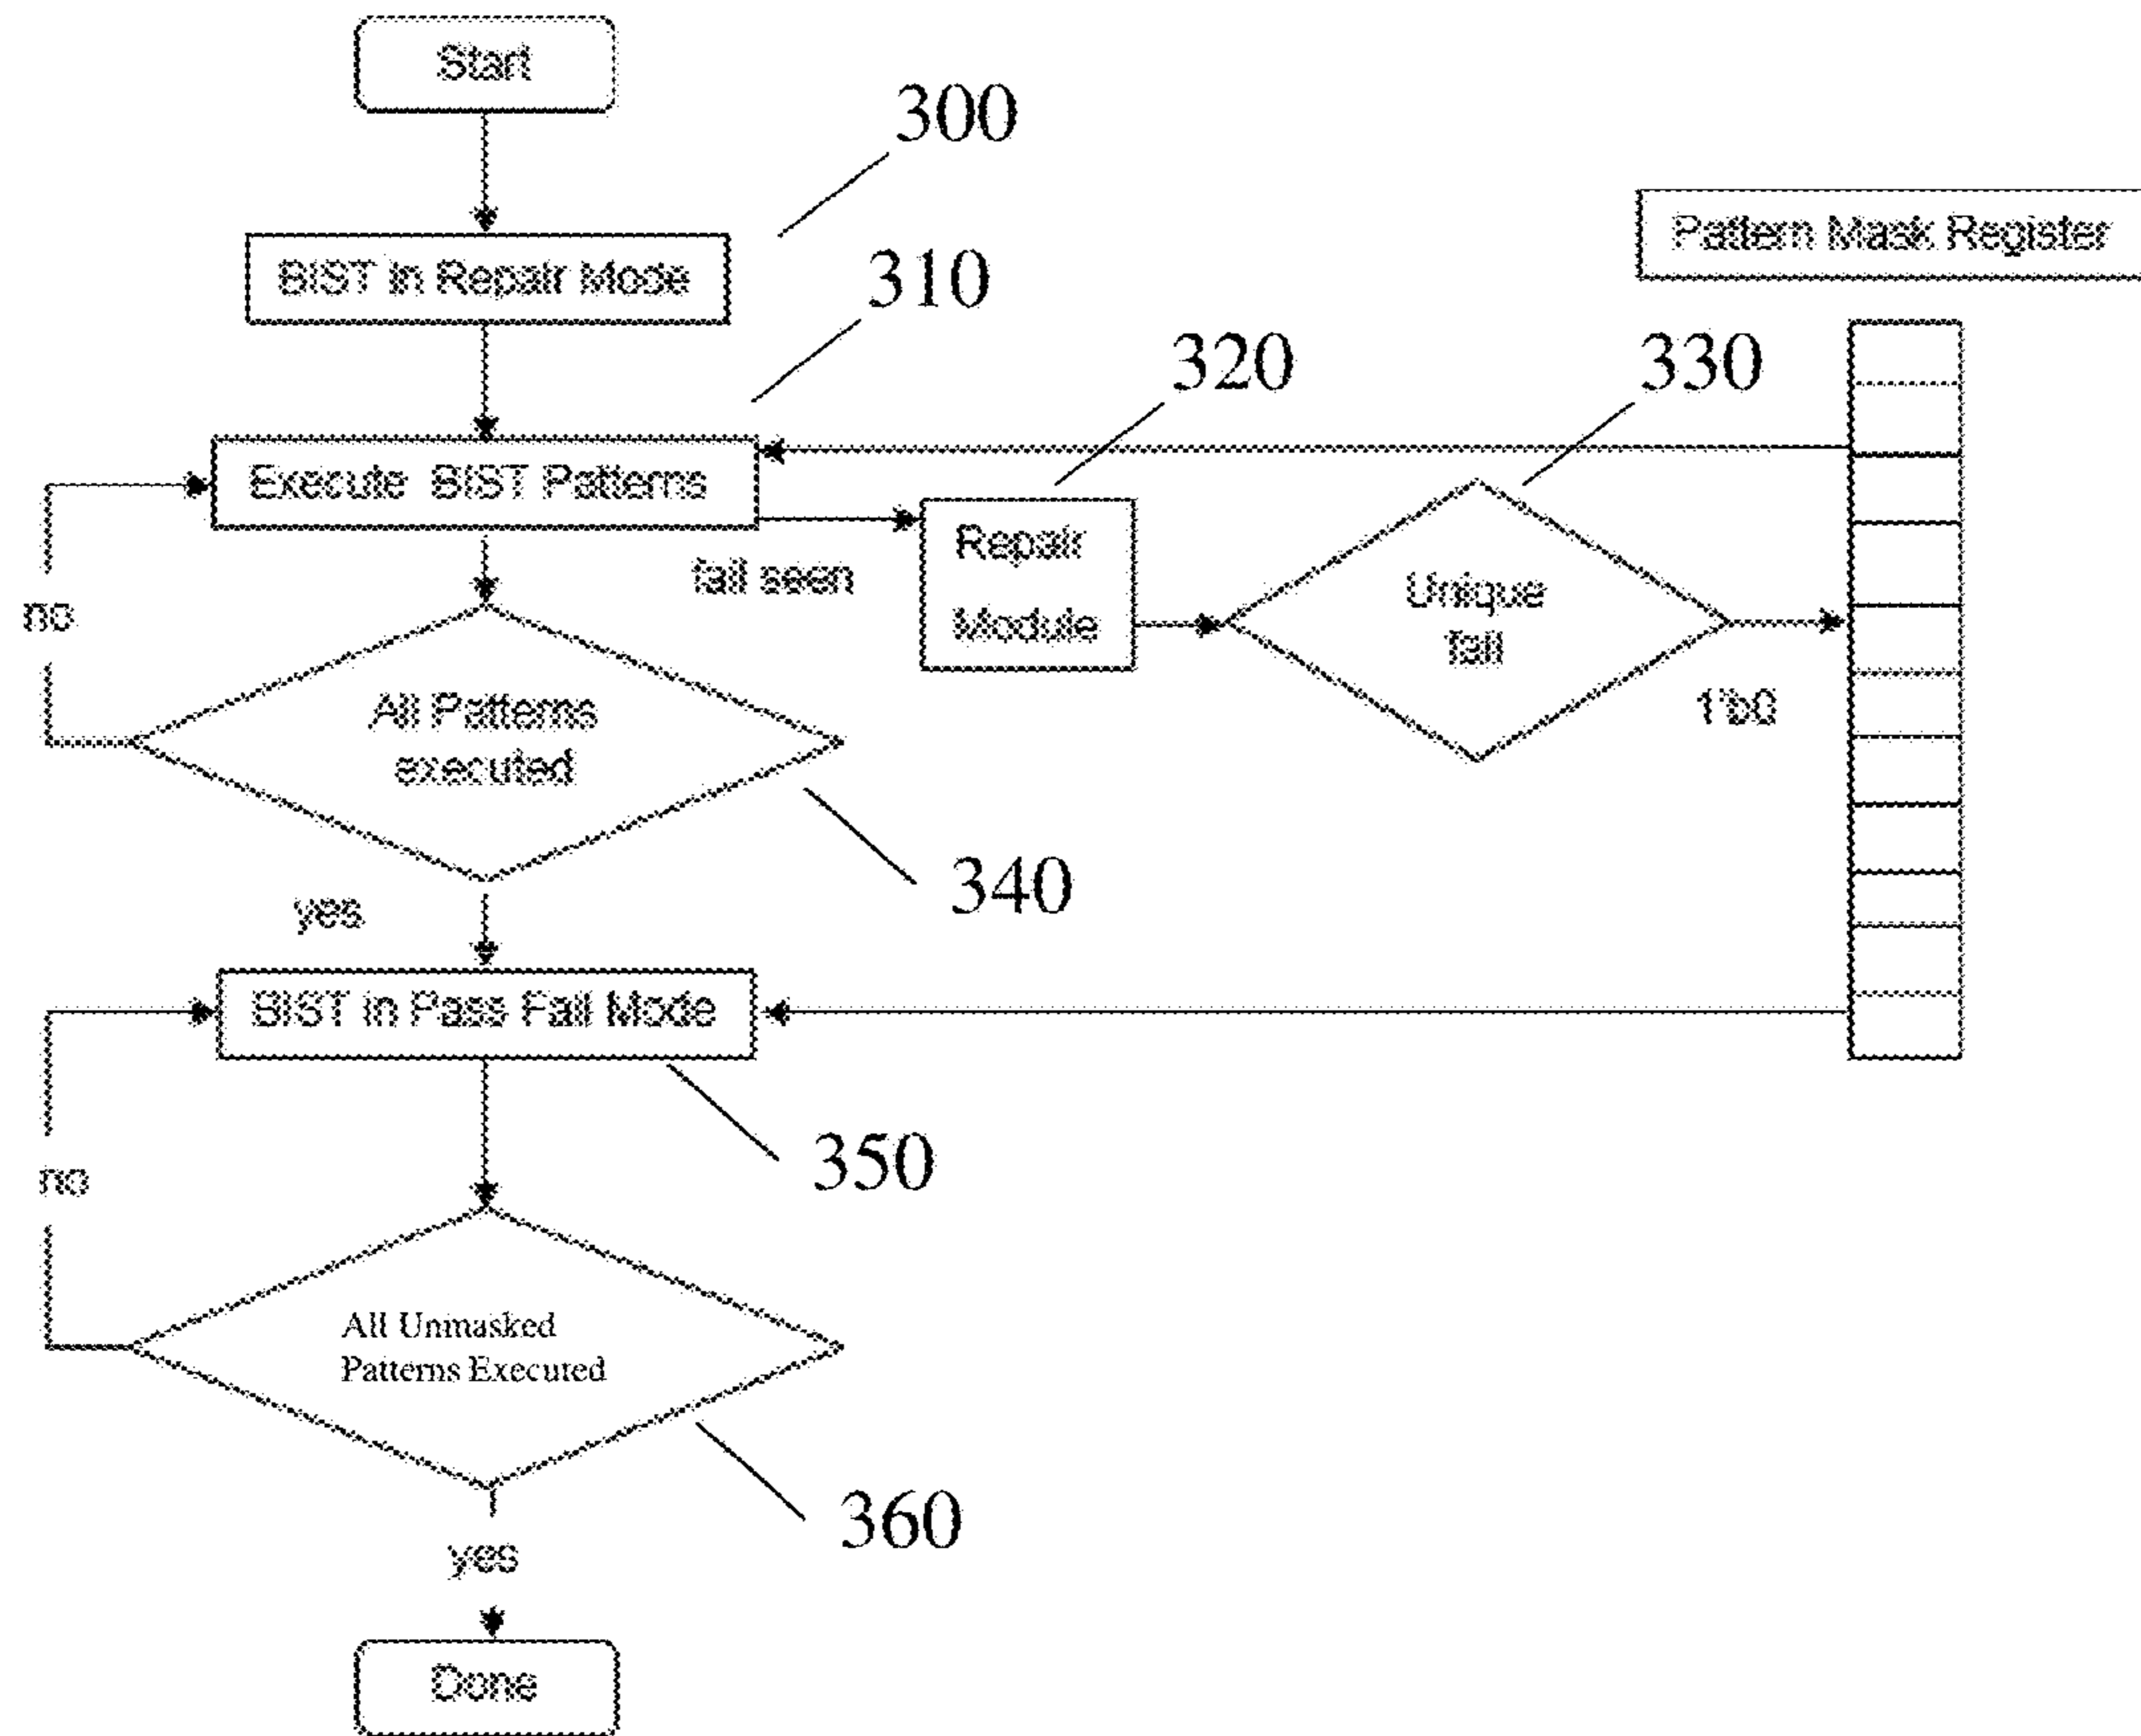 Start
300
BIST in Repair Mode
310
Pattern Mask Register
320
330
Execute BIST Patterns
fail seen
Repair
Module
Unique
fail
1'b0
no
All Patterns
executed
340
yes
BIST in Pass Fail Mode
350
no
All Unmasked
Patterns Executed
360
yes
Done